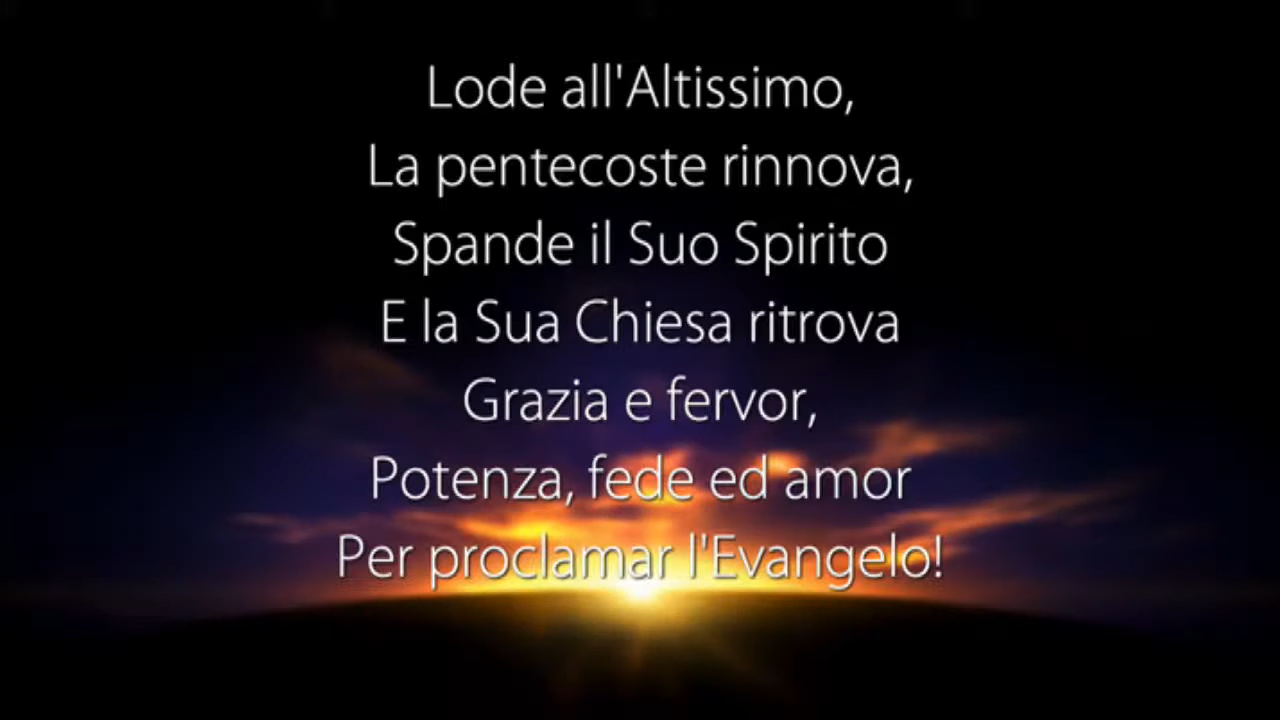 Lode all'Altissimo,
La pentecoste rinnova,
Spande il Suo Spirito
E la Sua Chiesa ritrova
Grazia e fervor,
Potenza, fede ed amor
Per proclamar l'Evangelo!